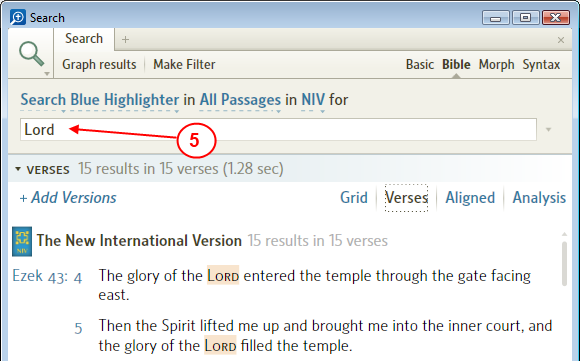 Search
Search +
Graph results Make Filter Basic Bible Morph Syntax
Search Blue Highlighter in All Passages in NIV for
Lord
5
VERSES 15 results in 15 verses (1.28 sec)
+ Add Versions Grid Verses Aligned Analysis
NIV The New International Version 15 results in 15 verses
Ezek 43: 4 The glory of the LORD entered the temple through the gate facing
east.
5 Then the Spirit lifted me up and brought me into the inner court, and
the glory of the LORD filled the temple.